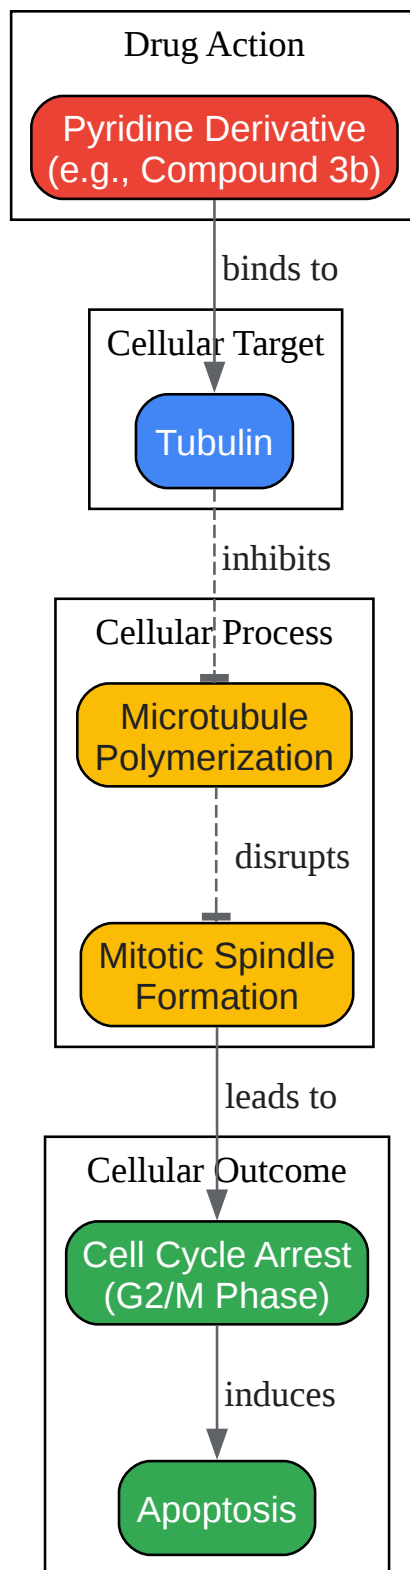 Drug Action
Pyridine Derivative
(e.g., Compound 3b)
binds to
Cellular Target
Tubulin
inhibits
Cellular Process
Microtubule
Polymerization
disrupts
Mitotic Spindle
Formation
leads to
Cellular Outcome
Cell Cycle Arrest
(G2/M Phase)
induces
Apoptosis